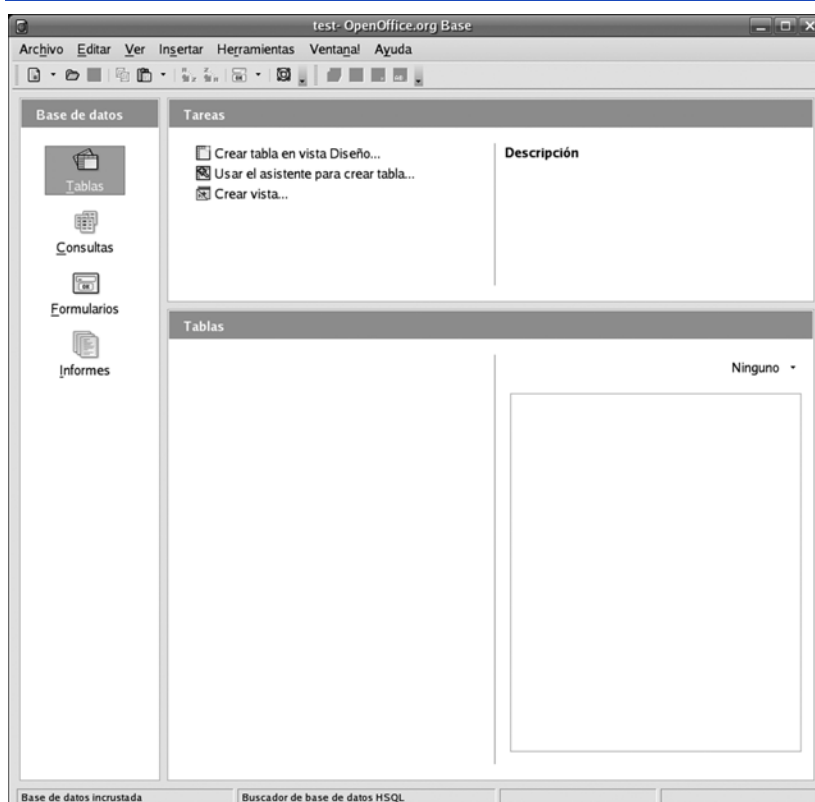 test- OpenOffice.org Base
Archivo Editar Ver Insertar Herramientas Ventana! Ayuda
Base de datos
Tareas
Tablas
Consultas
Formularios
Informes
Crear tabla en vista Diseño...
Usar el asistente para crear tabla...
Crear vista...
Descripción
Tablas
Ninguno
Base de datos incrustada
Buscador de base de datos HSQL